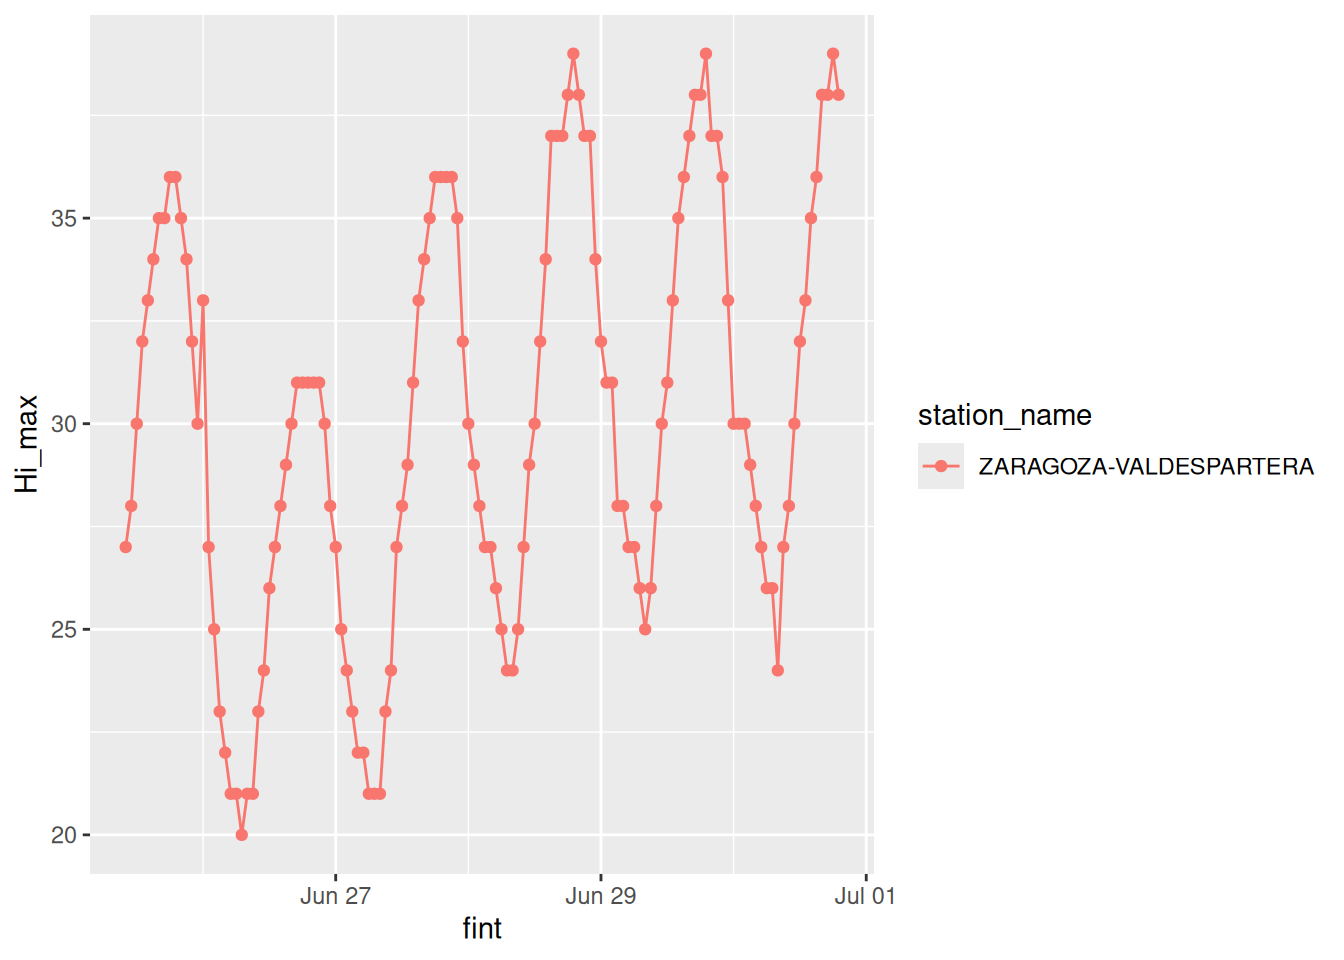 Hi_max
35
30
25
20
Jun 27
Jun 29
Jul 01
fint
station_name
ZARAGOZA-VALDESPARTERA